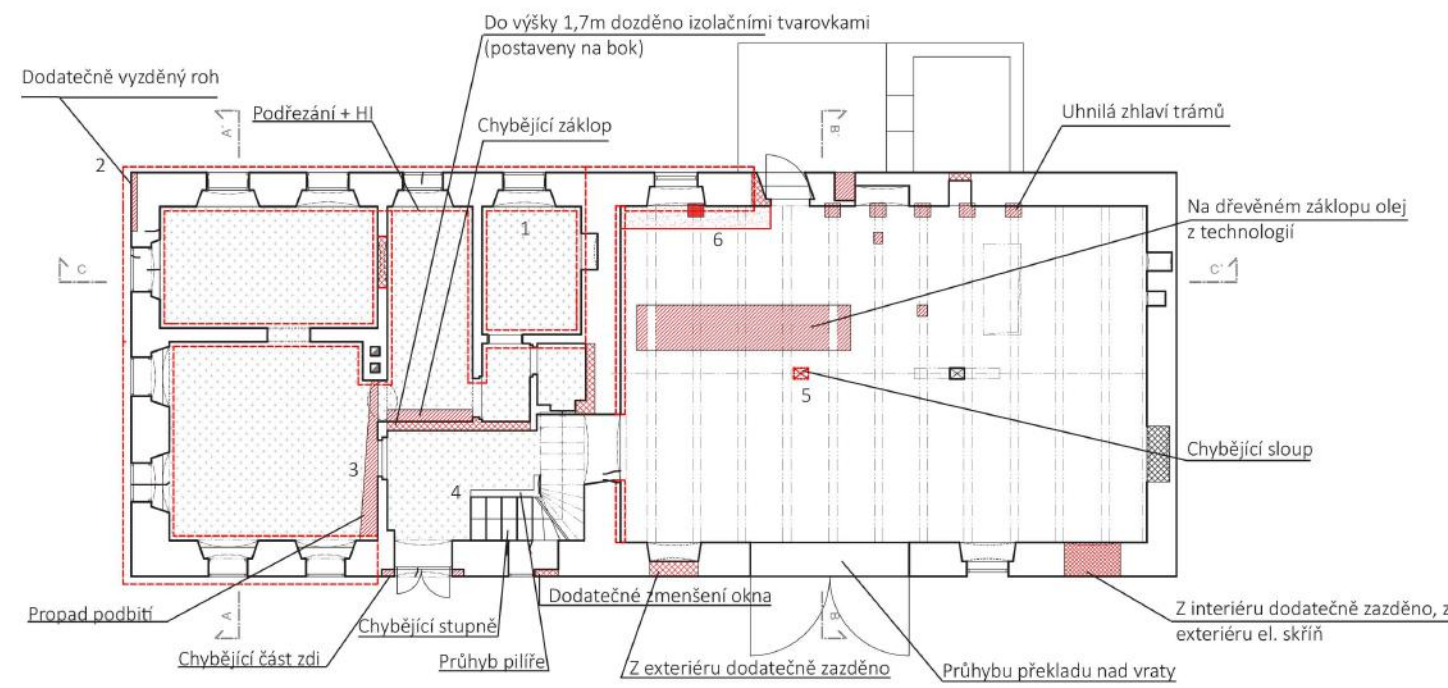 Do výšky 1,7m dozděno izolačními tvarovkami
(postaveny na bok)
Dodatečně vyzděný roh
Podřezání + HI
Chybějící záklop
Uhnilá zhlaví trámů
A'
B'
2
1
Na dřevěném záklopu olej
z technologií
6
C
C'
5
Chybějící sloup
3
4
Propad podbití
A
B
Dodatečné zmenšení okna
Z interiéru dodatečně zazděno, z
exteriéru el. skříň
Chybějící stupně
Chybějící část zdi
Průhyb pilíře
Z exteriéru dodatečně zazděno
Průhybu překladu nad vraty